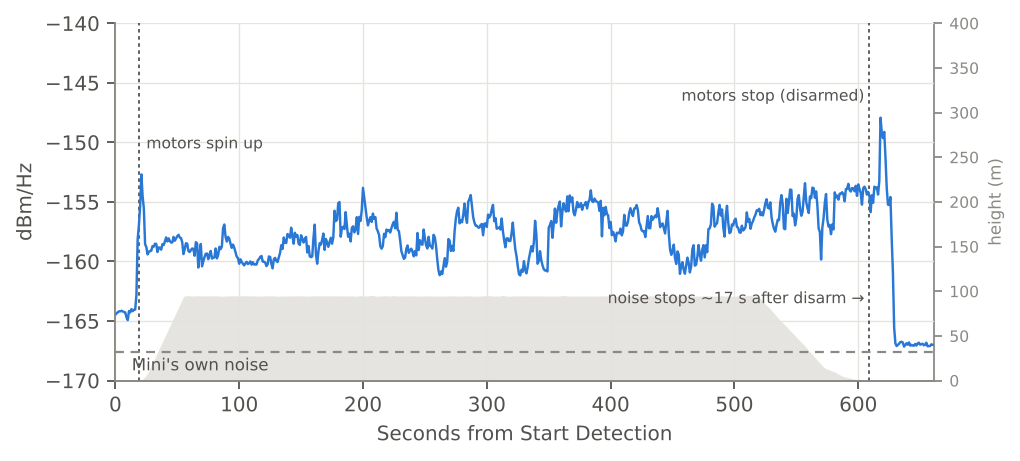 −140
−145
−150
−155
−160
−165
−170
dBm/Hz
motors spin up
motors stop (disarmed)
noise stops ~17 s after disarm →
Mini's own noise
400
350
300
250
200
150
100
50
0
height (m)
0 100 200 300 400 500 600
Seconds from Start Detection